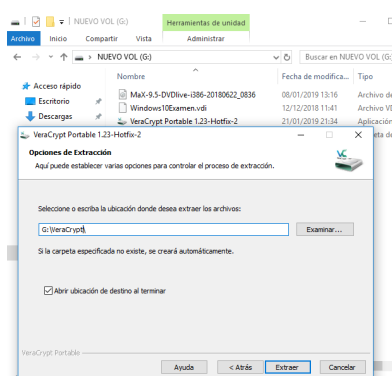 NUEVO VOL (G:)
Herramientas de unidad
Archivo Inicio Compartir Vista Administrar
NUEVO VOL (G:)
Buscar en NUEVO VOL (G:
Nombre Fecha de modifica... Tipo
Acceso rápido
MaX-9.5-DVDlive-i386-20180622_0836 08/01/2019 13:16 Archivo de
Escritorio
Windows10Examen.vdi 12/12/2018 11:41 Archivo VD
Descargas
VeraCrypt Portable 1.23-Hotfix-2 21/01/2019 21:34 Aplicación
VeraCrypt Portable 1.23-Hotfix-2
eta de
Opciones de Extracción
Aquí puede establecer varias opciones para controlar el proceso de extracción.
VC
Seleccione o escriba la ubicación donde desea extraer los archivos:
G:\VeraCrypt\
Examinar...
Si la carpeta especificada no existe, se creará automáticamente.
Abrir ubicación de destino al terminar
VeraCrypt Portable
Ayuda < Atrás Extraer Cancelar